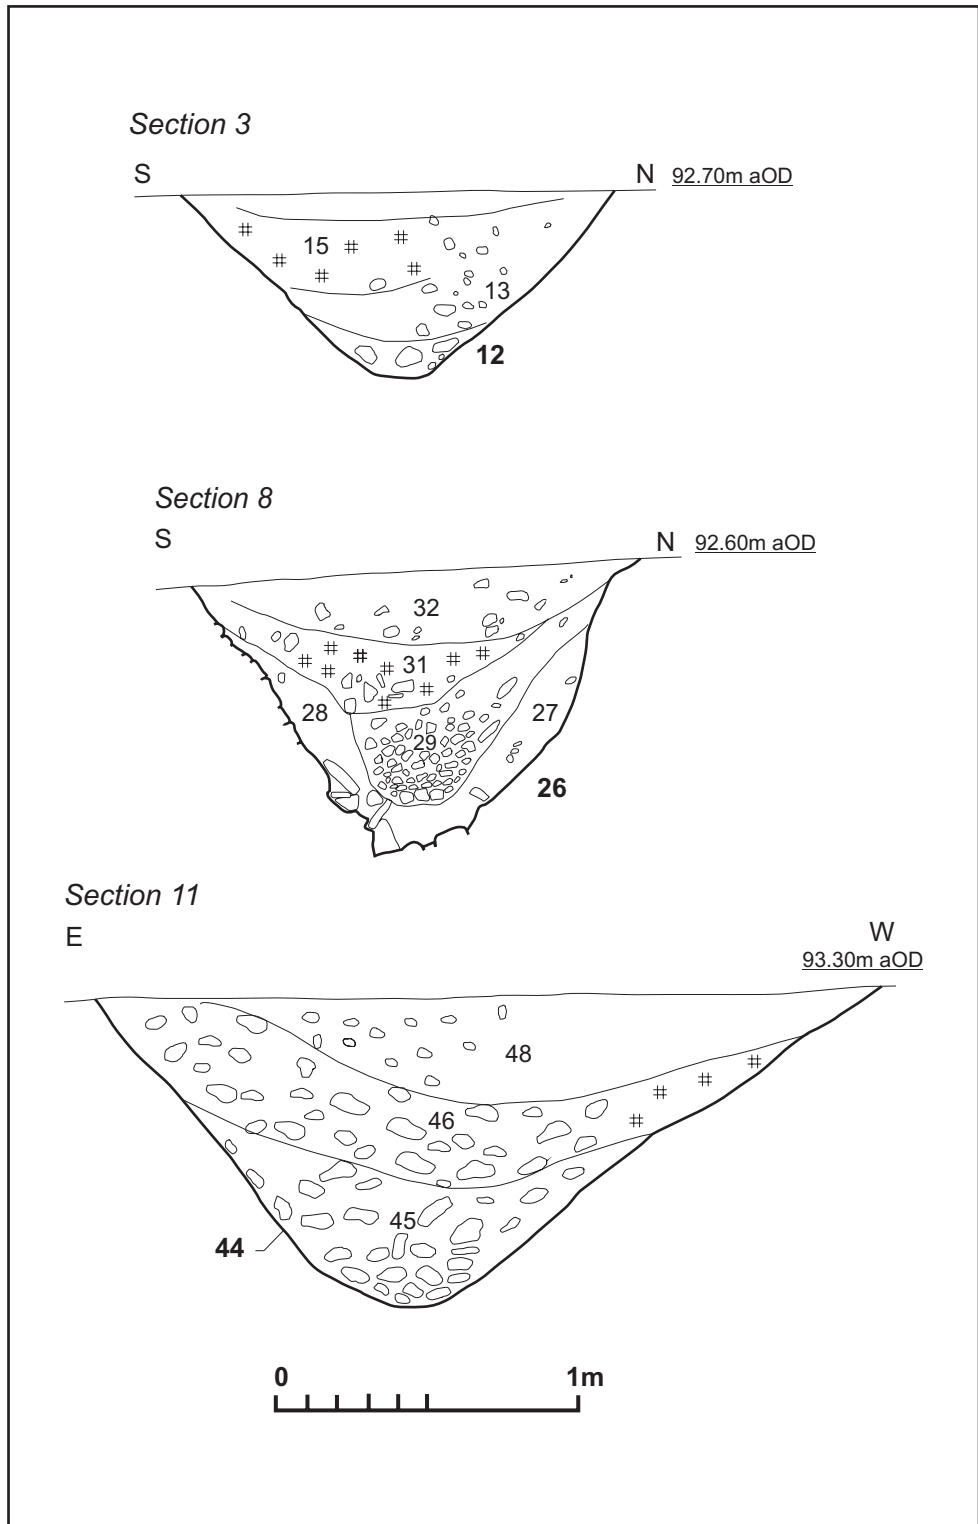 Section 3
S N 92.70m aOD
15
13
12
Section 8
S N 92.60m aOD
32
31
28 27
29
26
Section 11
E W
93.30m aOD
48
46
45
44
0 1m